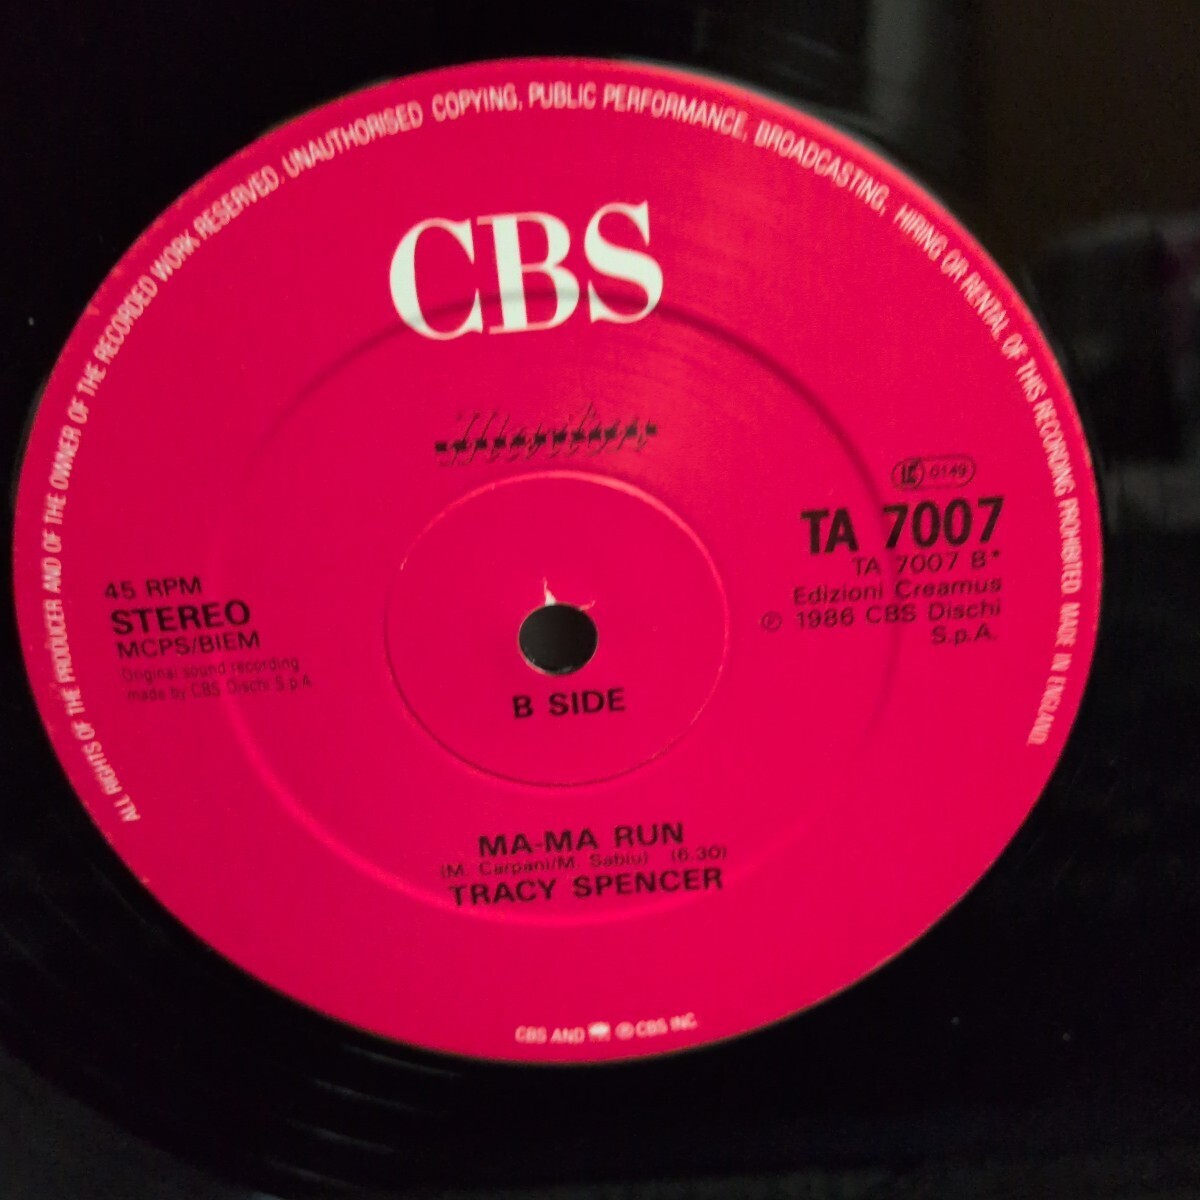 ALL RIGHTS OF THE PRODUCER AND OF THE OWNER OF THE RECORDED WORK RESERVED. UNAUTHORISED COPYING, PUBLIC PERFORMANCE, BROADCASTING, HIRING OR RENTAL OF THIS RECORDING PROHIBITED. MADE IN ENGLAND.
CBS
LC 0149
TA 7007
TA 7007 B*
Edizioni Creamus
℗ 1986 CBS Dischi
S.p.A.
45 RPM
STEREO
MCPS/BIEM
Original sound recording
made by CBS Dischi S.p.A.
B SIDE
MA-MA RUN
(M. Carpani/M. Sabiu) (6.30)
TRACY SPENCER
CBS AND ® CBS INC.